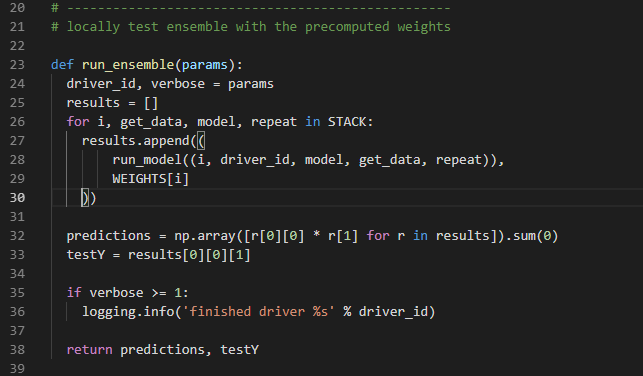 20 # --------------------------------------------------
21 # locally test ensemble with the precomputed weights
22
23 def run_ensemble(params):
24   driver_id, verbose = params
25   results = []
26   for i, get_data, model, repeat in STACK:
27     results.append((
28         run_model((i, driver_id, model, get_data, repeat)),
29         WEIGHTS[i]
30     ))
31
32   predictions = np.array([r[0][0] * r[1] for r in results]).sum(0)
33   testY = results[0][0][1]
34
35   if verbose >= 1:
36     logging.info('finished driver %s' % driver_id)
37
38   return predictions, testY
39